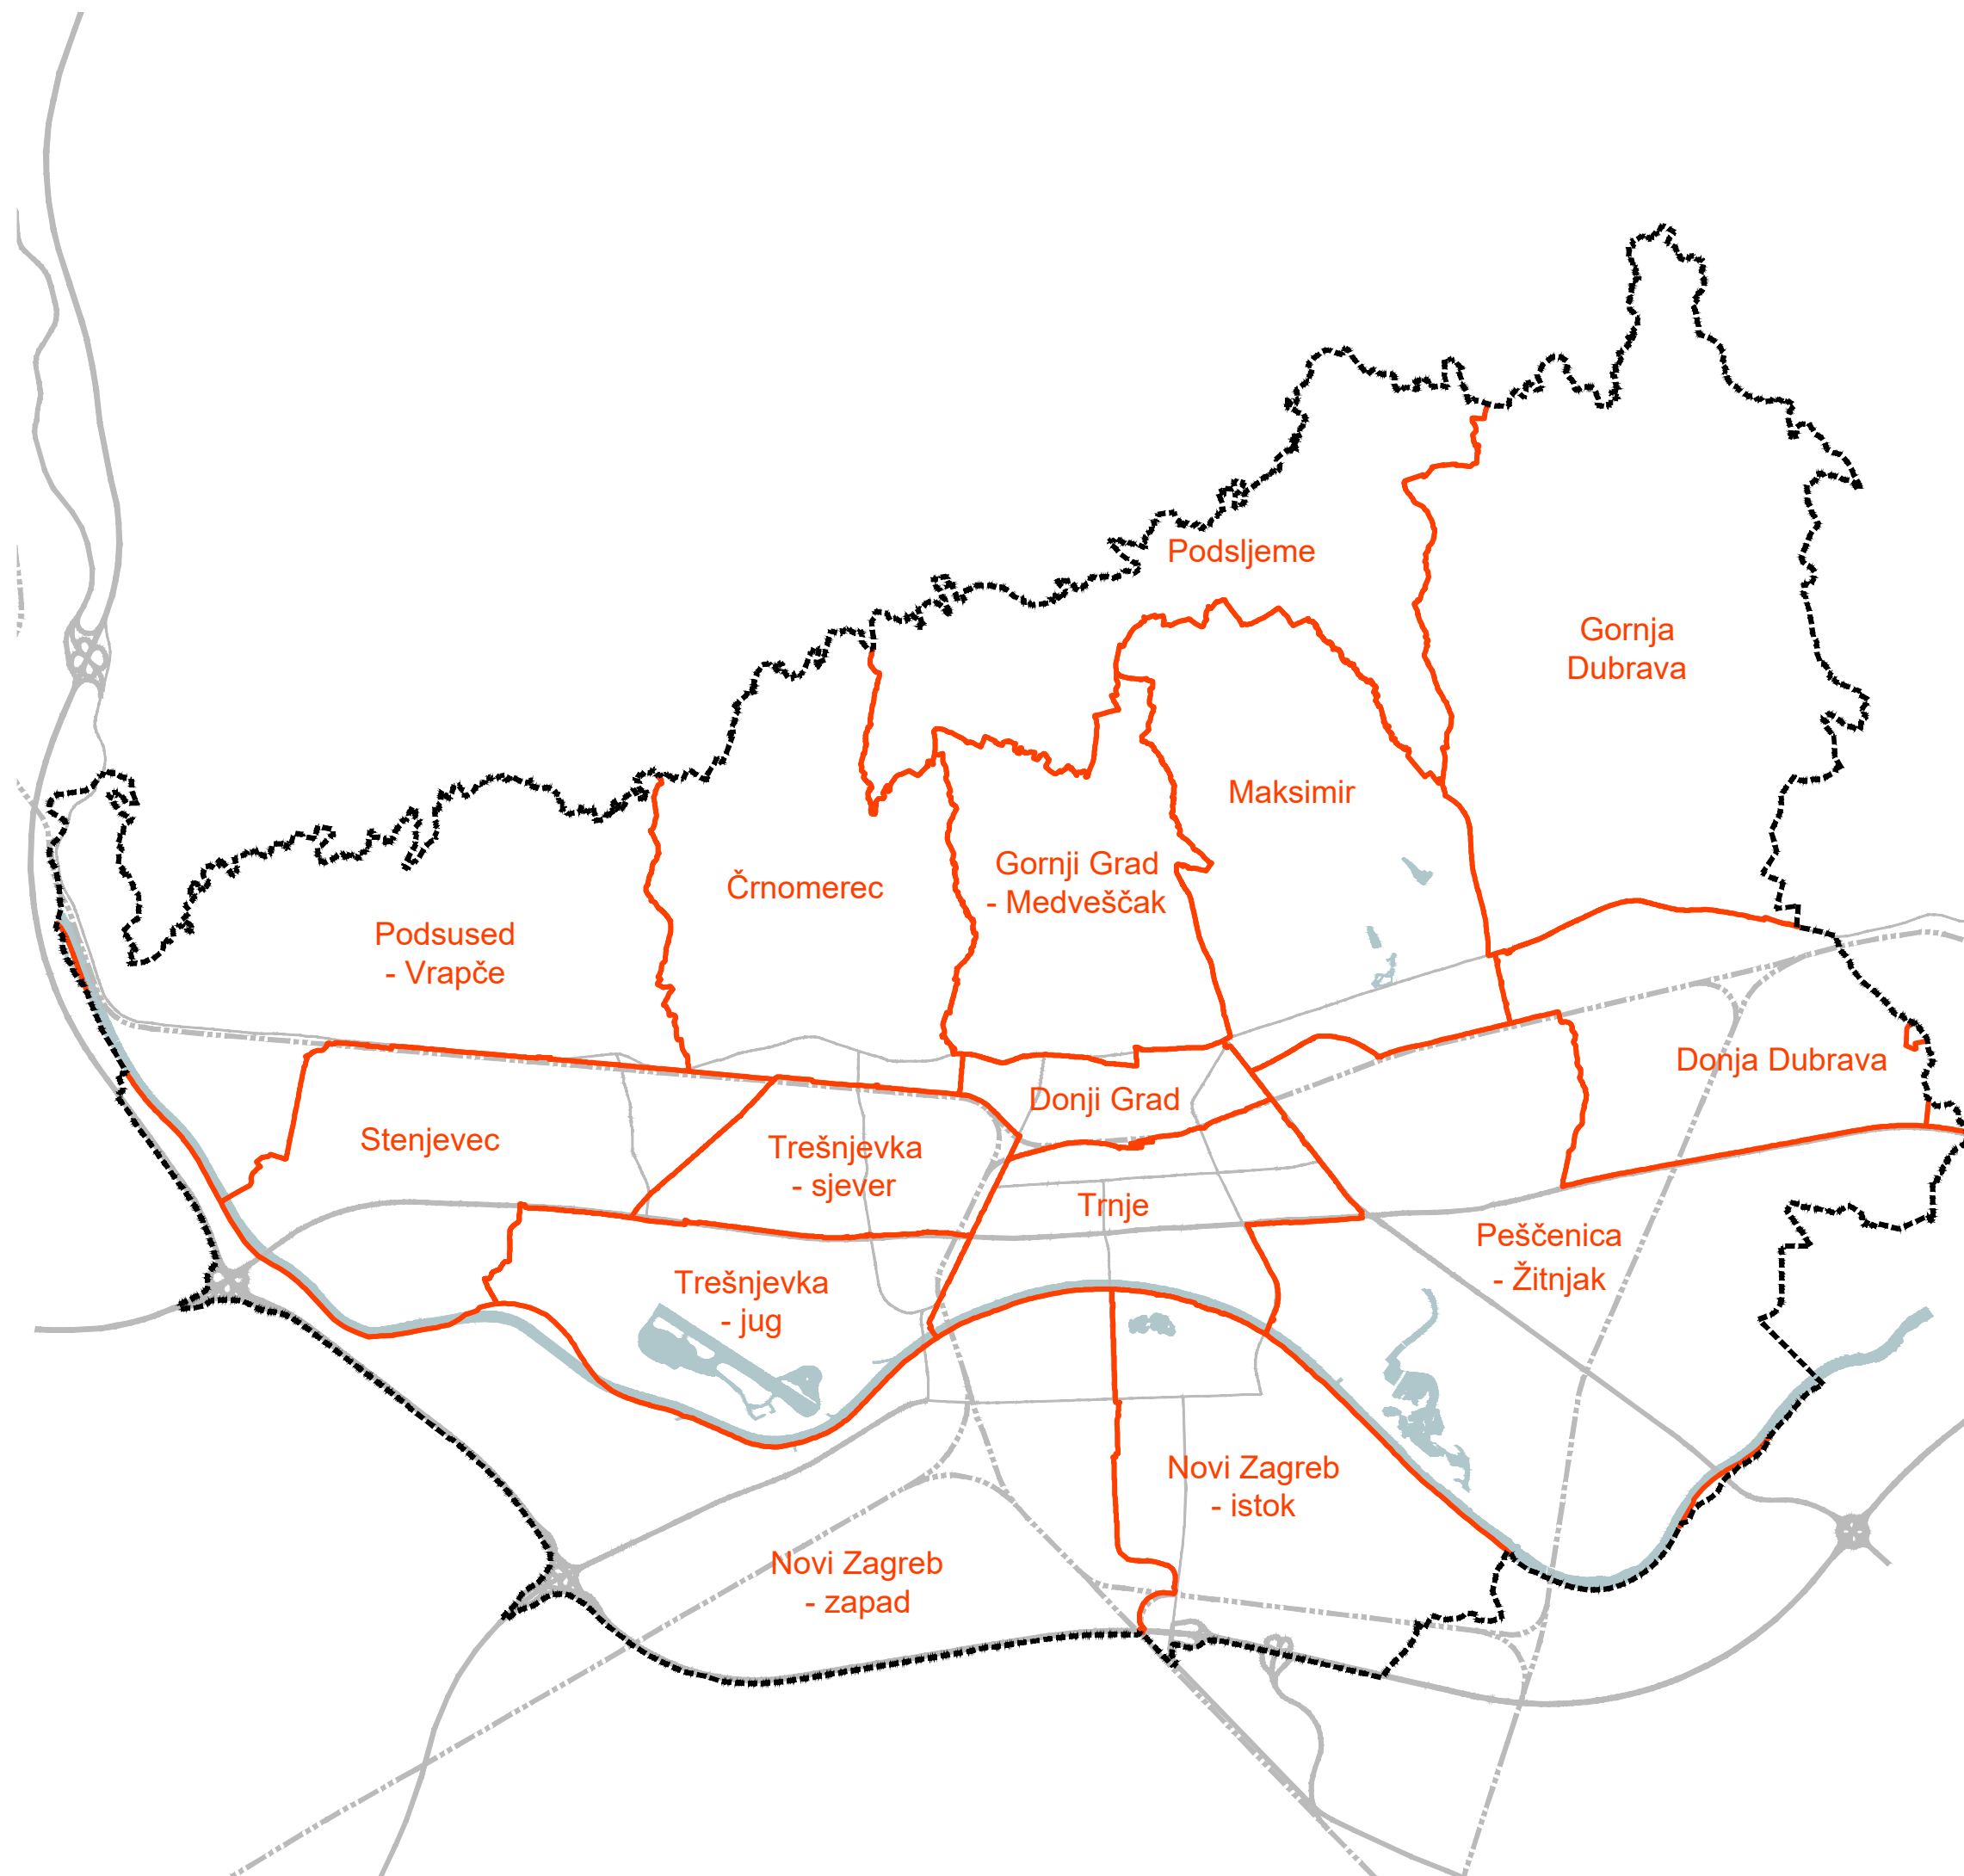 Podsljeme
Gornja
Dubrava
Maksimir
Gornji Grad
- Medveščak
Črnomerec
Podsused
- Vrapče
Donja Dubrava
Donji Grad
Stenjevec
Trešnjevka
- sjever
Trnje
Peščenica
- Žitnjak
Trešnjevka
- jug
Novi Zagreb
- istok
Novi Zagreb
- zapad